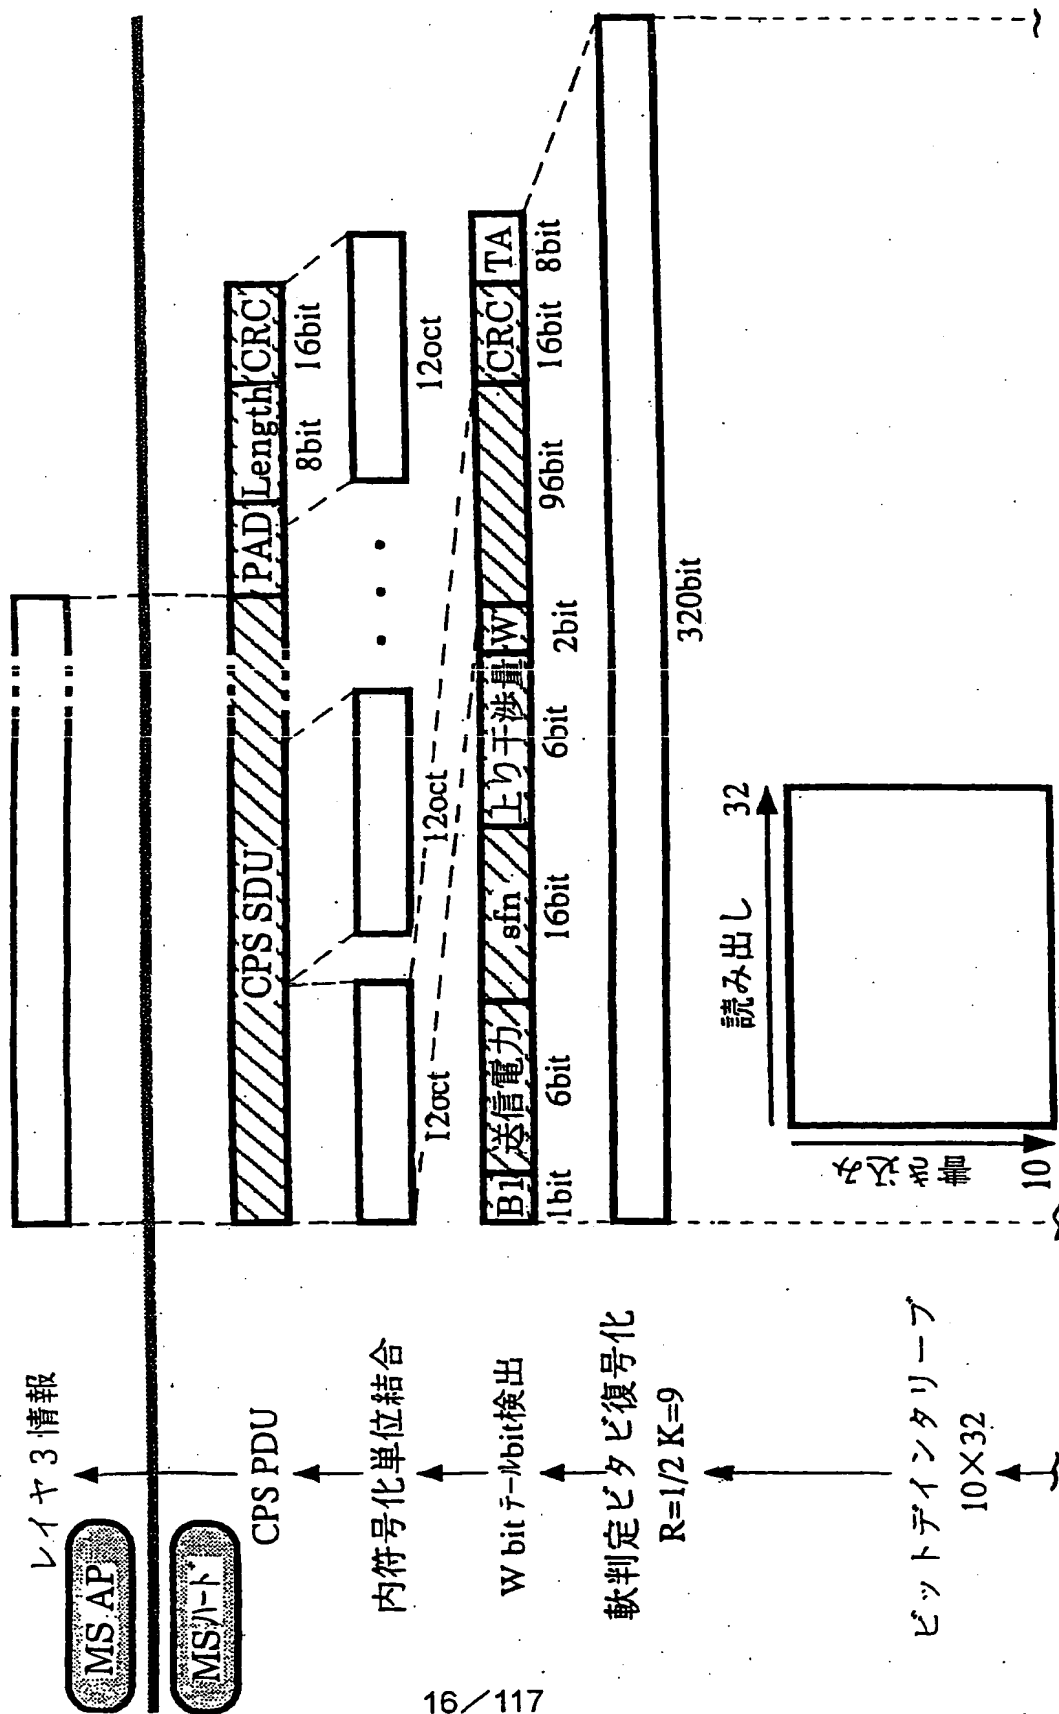 レイヤ3情報
MS AP
MSハード
CPS PDU
CPS SDU
PAD
Length
CRC
8bit
16bit
内符号化単位結合
12oct
12oct
12oct
W bit テールbit検出
B1
送信電力
sfn
上り干渉量
W
CRC
TA
1bit
6bit
16bit
6bit
2bit
96bit
16bit
8bit
軟判定ビタビ復号化
R=1/2 K=9
320bit
ビットデインタリーブ
10×32
書き込み
10
読み出し
32
16/117